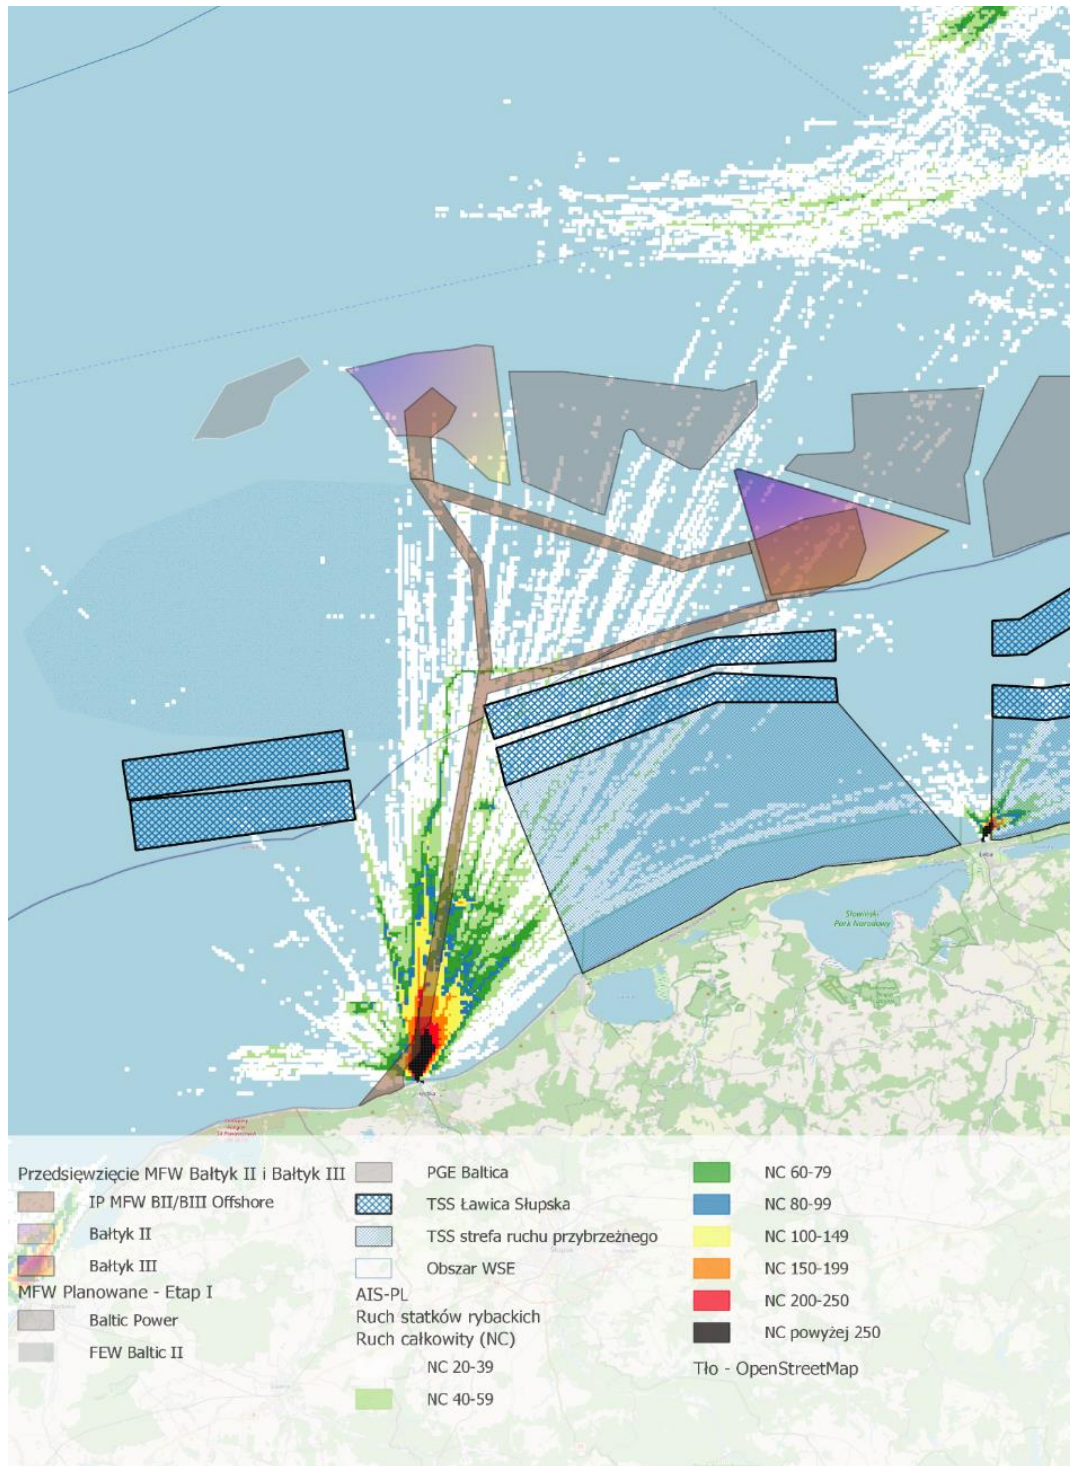 Słowiński
Park Narodowy
Łeba
Ustka
Przedsięwzięcie MFW Bałtyk II i Bałtyk III
IP MFW BII/BIII Offshore
Bałtyk II
Bałtyk III
MFW Planowane - Etap I
Baltic Power
FEW Baltic II
PGE Baltica
TSS Ławica Słupska
TSS strefa ruchu przybrzeżnego
Obszar WSE
AIS-PL
Ruch statków rybackich
Ruch całkowity (NC)
NC 20-39
NC 40-59
NC 60-79
NC 80-99
NC 100-149
NC 150-199
NC 200-250
NC powyżej 250
Tło - OpenStreetMap